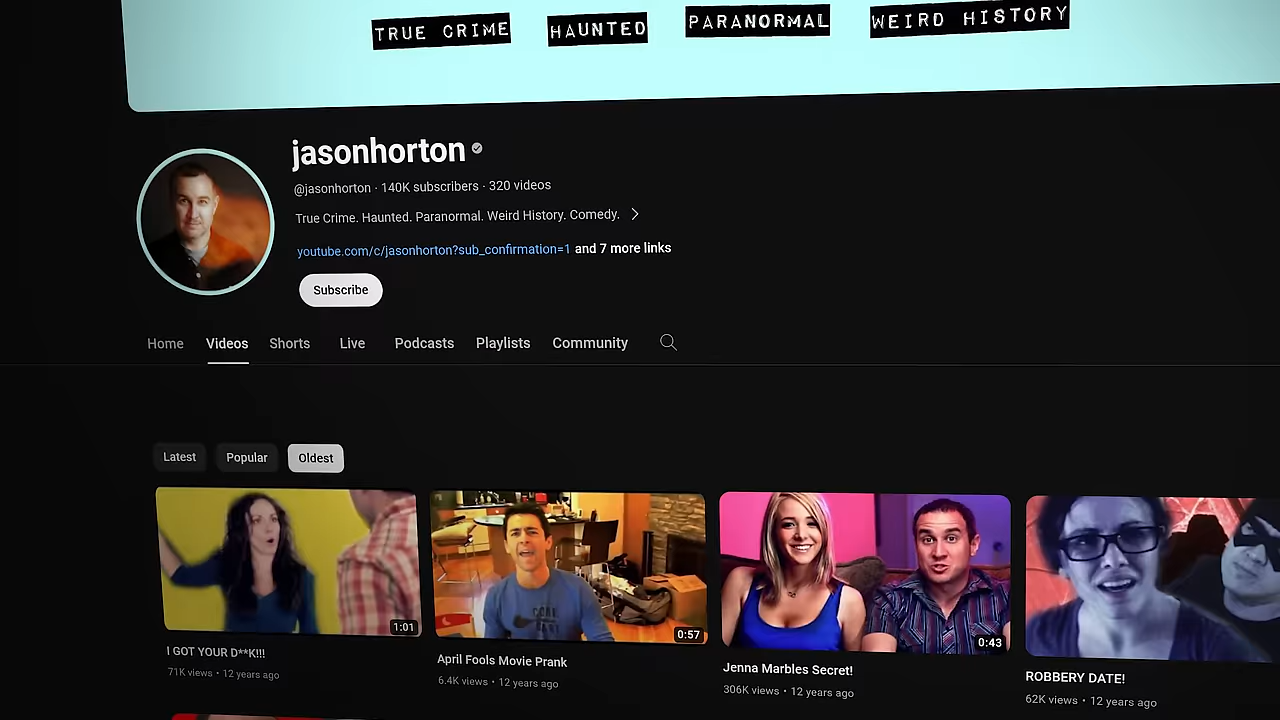 TRUE CRIME HAUNTED PARANORMAL WEIRD HISTORY
jasonhorton
@jasonhorton · 140K subscribers · 320 videos
True Crime. Haunted. Paranormal. Weird History. Comedy.
youtube.com/c/jasonhorton?sub_confirmation=1 and 7 more links
Subscribe
Home Videos Shorts Live Podcasts Playlists Community
Latest Popular Oldest
1:01
I GOT YOUR D**K!!!
71K views • 12 years ago
0:57
April Fools Movie Prank
6.4K views • 12 years ago
0:43
Jenna Marbles Secret!
306K views • 12 years ago
ROBBERY DATE!
62K views • 12 years ago